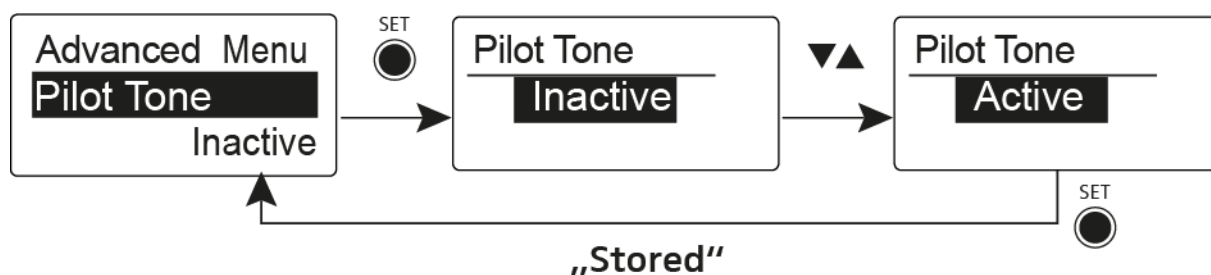 Advanced Menu
Pilot Tone
Inactive
SET
Pilot Tone
Inactive
▼▲
Pilot Tone
Active
SET
„Stored“